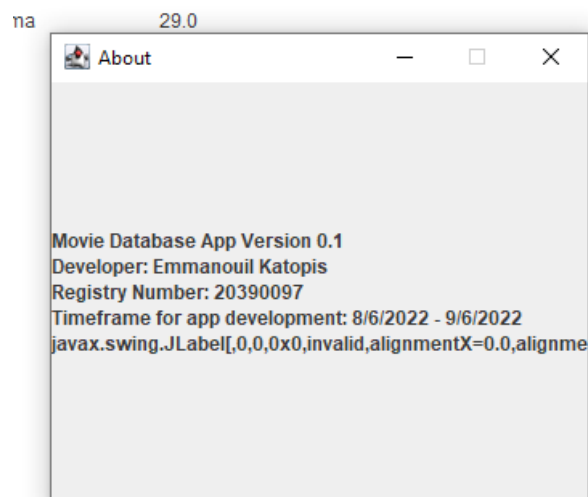 29.0
About
Movie Database App Version 0.1
Developer: Emmanouil Katopis
Registry Number: 20390097
Timeframe for app development: 8/6/2022 - 9/6/2022
javax.swing.JLabel[,0,0,0x0,invalid,alignmentX=0.0,alignme